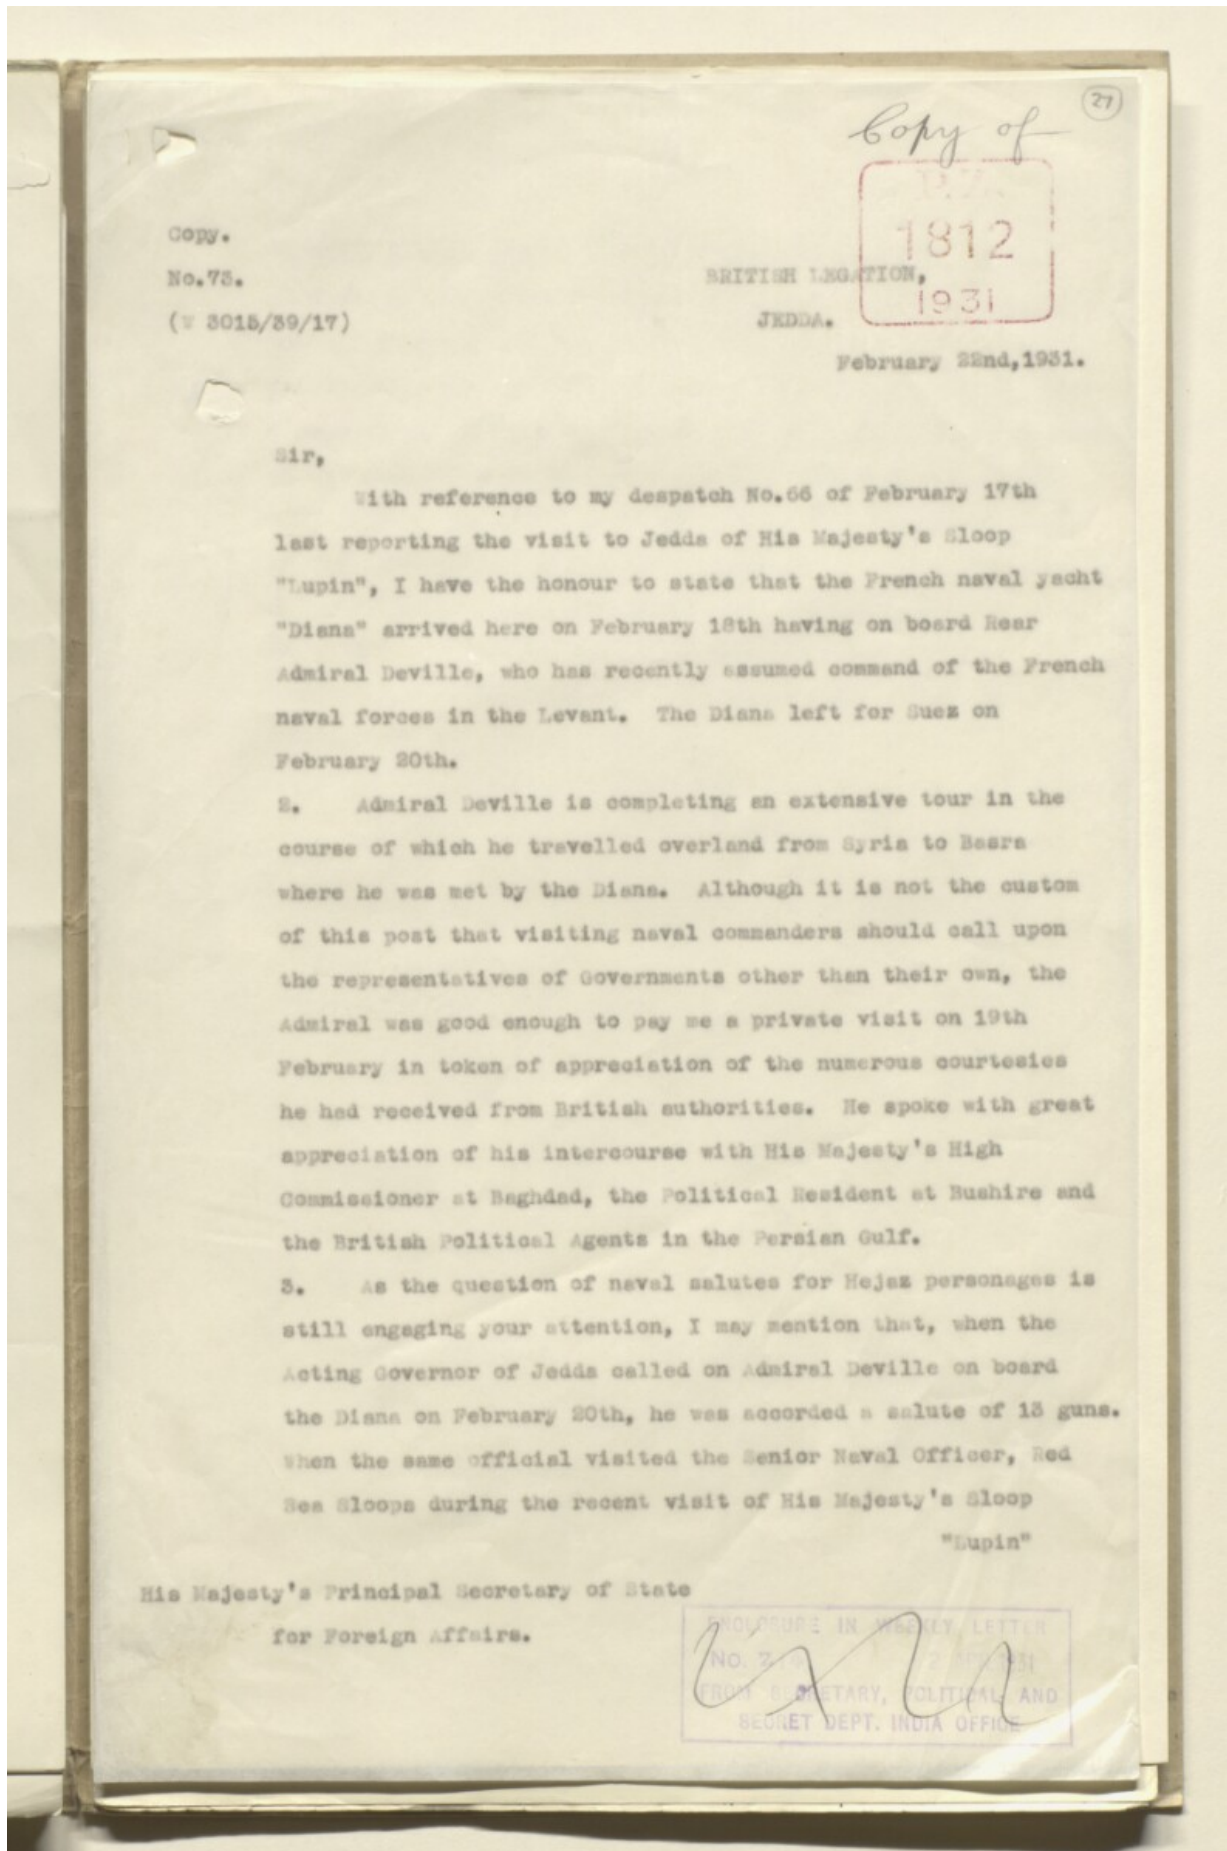 27
Copy of
P.Z.
1812
1931
Copy.
No.73.
BRITISH LEGATION,
( 3015/39/17)
JEDDA.
February 22nd,1931.
Sir,
With reference to my despatch No.66 of February 17th
last reporting the visit to Jedda of His Majesty's Sloop
"Lupin", I have the honour to state that the French naval yacht
"Diana" arrived here on February 18th having on board Rear
Admiral Deville, who has recently assumed command of the French
naval forces in the Levant. The Diana left for Suez on
February 20th.
2. Admiral Deville is completing an extensive tour in the
course of which he travelled overland from Syria to Basra
where he was met by the Diana. Although it is not the custom
of this post that visiting naval commanders should call upon
the representatives of Governments other than their own, the
Admiral was good enough to pay me a private visit on 19th
February in token of appreciation of the numerous courtesies
he had received from British authorities. He spoke with great
appreciation of his intercourse with His Majesty's High
Commissioner at Baghdad, the Political Resident at Bushire and
the British Political Agents in the Persian Gulf.
3. As the question of naval salutes for Hejaz personages is
still engaging your attention, I may mention that, when the
Acting Governor of Jedda called on Admiral Deville on board
the Diana on February 20th, he was accorded a salute of 13 guns.
When the same official visited the Senior Naval Officer, Red
Sea Sloops during the recent visit of His Majesty's Sloop
"Lupin"
His Majesty's Principal Secretary of State
for Foreign Affairs.
ENCLOSURE IN WEEKLY LETTER
NO. 2 1931
FROM SECRETARY, POLITICAL AND
SECRET DEPT. INDIA OFFICE